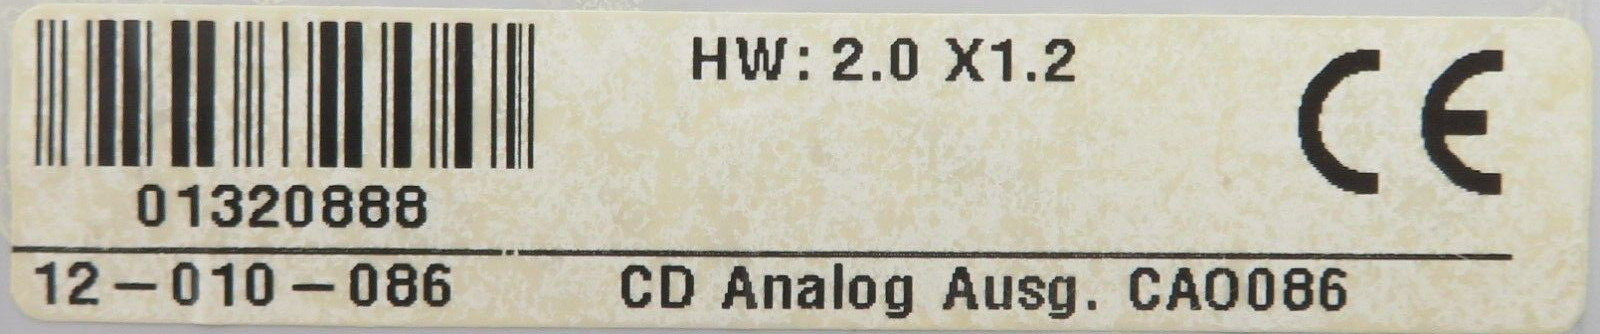 HW: 2.0 X1.2
CE
01320888
12-010-086
CD Analog Ausg. CAO086